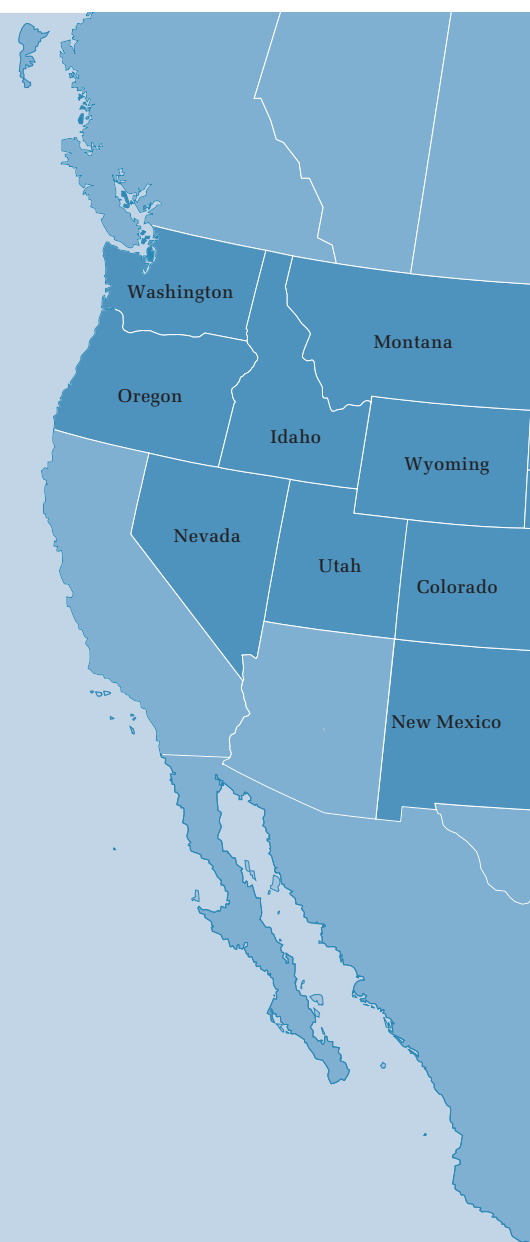 Washington
Montana
Oregon
Idaho
Wyoming
Nevada
Utah
Colorado
New Mexico